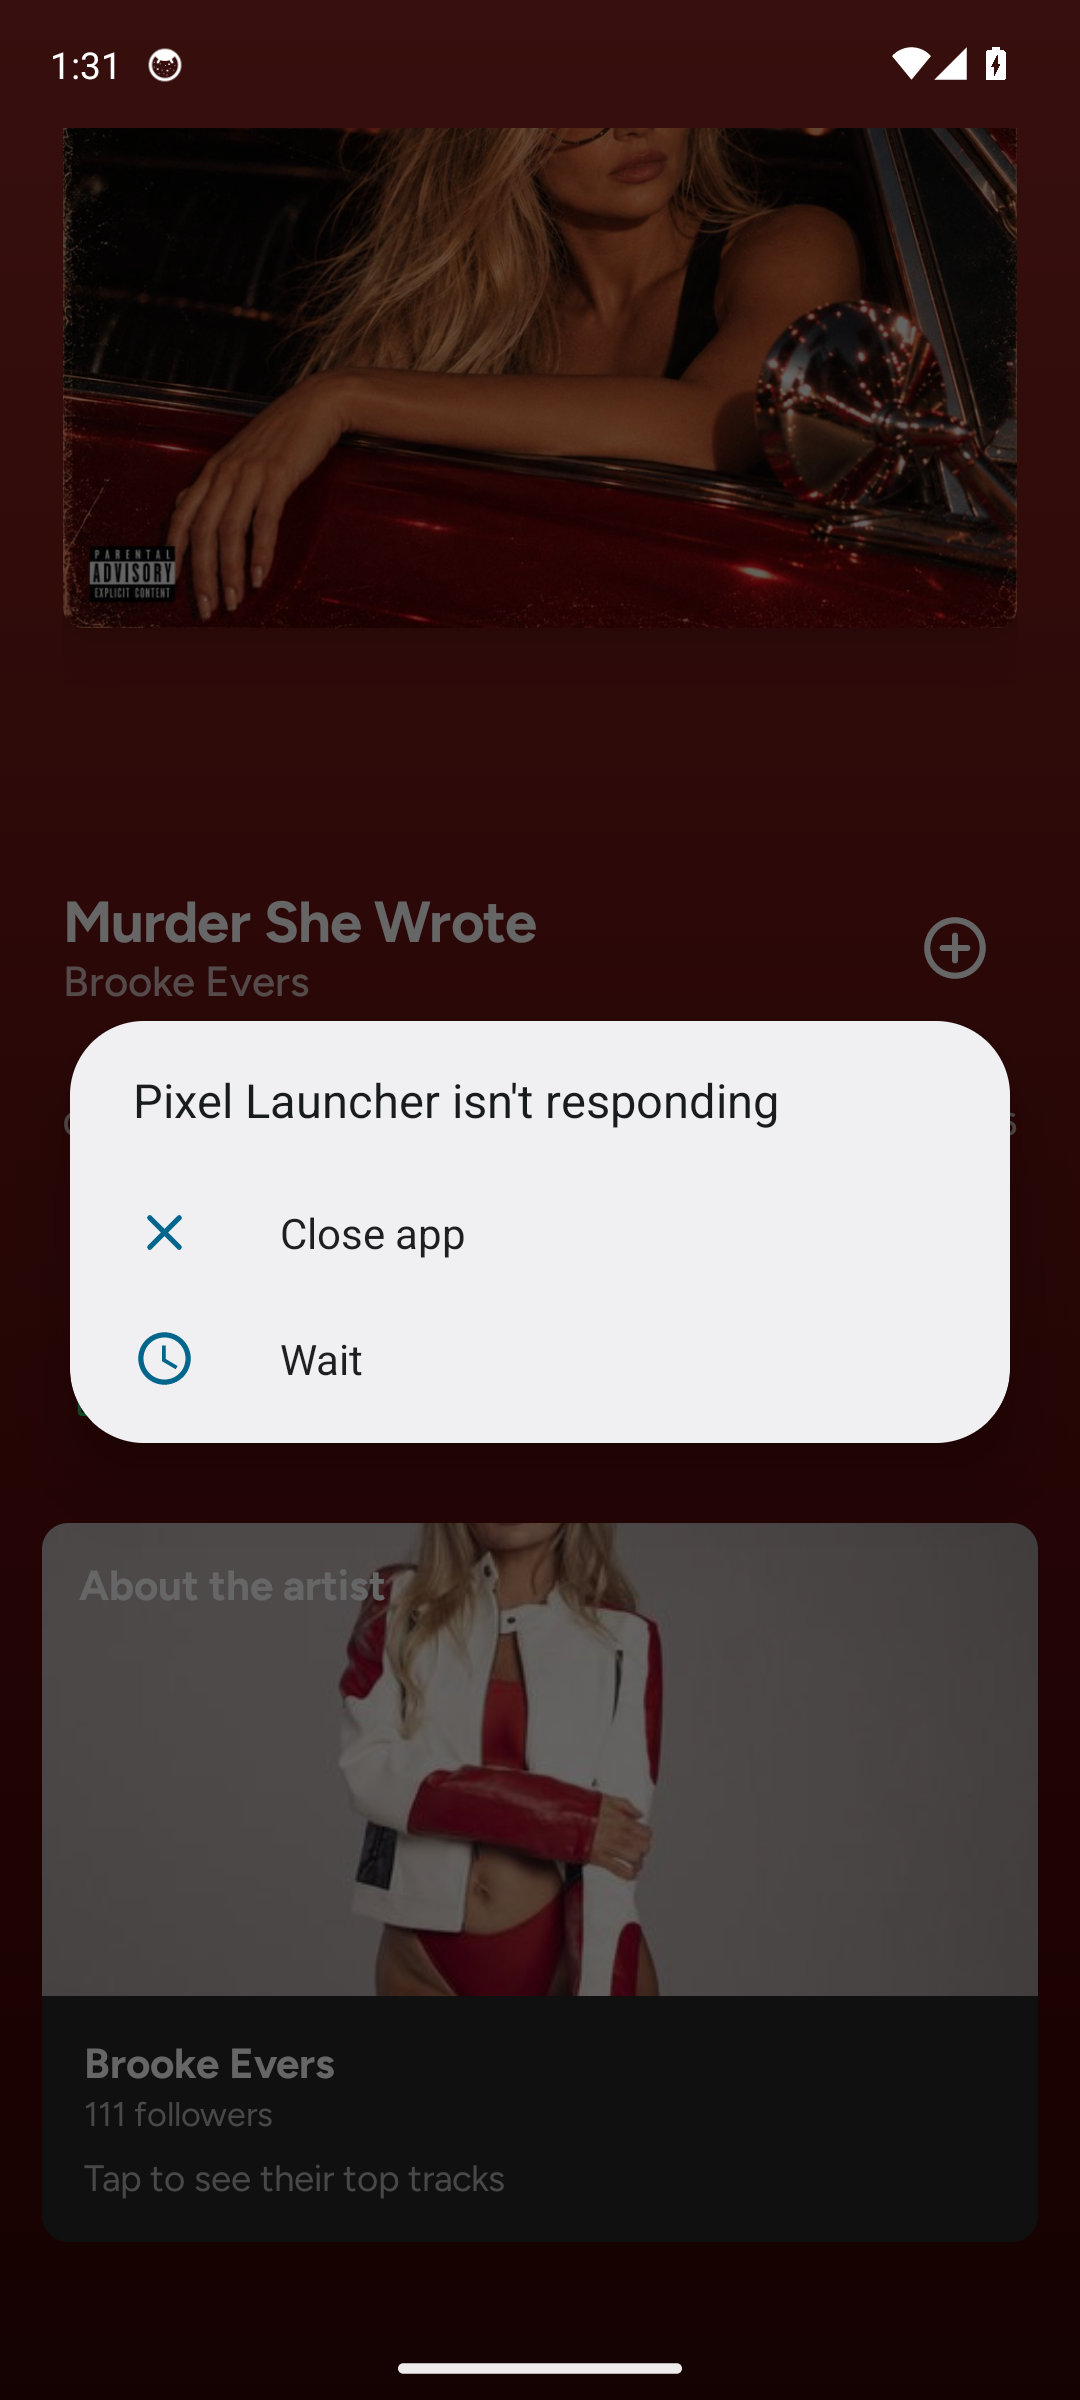 1:31
PARENTAL
ADVISORY
EXPLICIT CONTENT
Murder She Wrote
Brooke Evers
Pixel Launcher isn't responding
Close app
Wait
About the artist
Brooke Evers
111 followers
Tap to see their top tracks